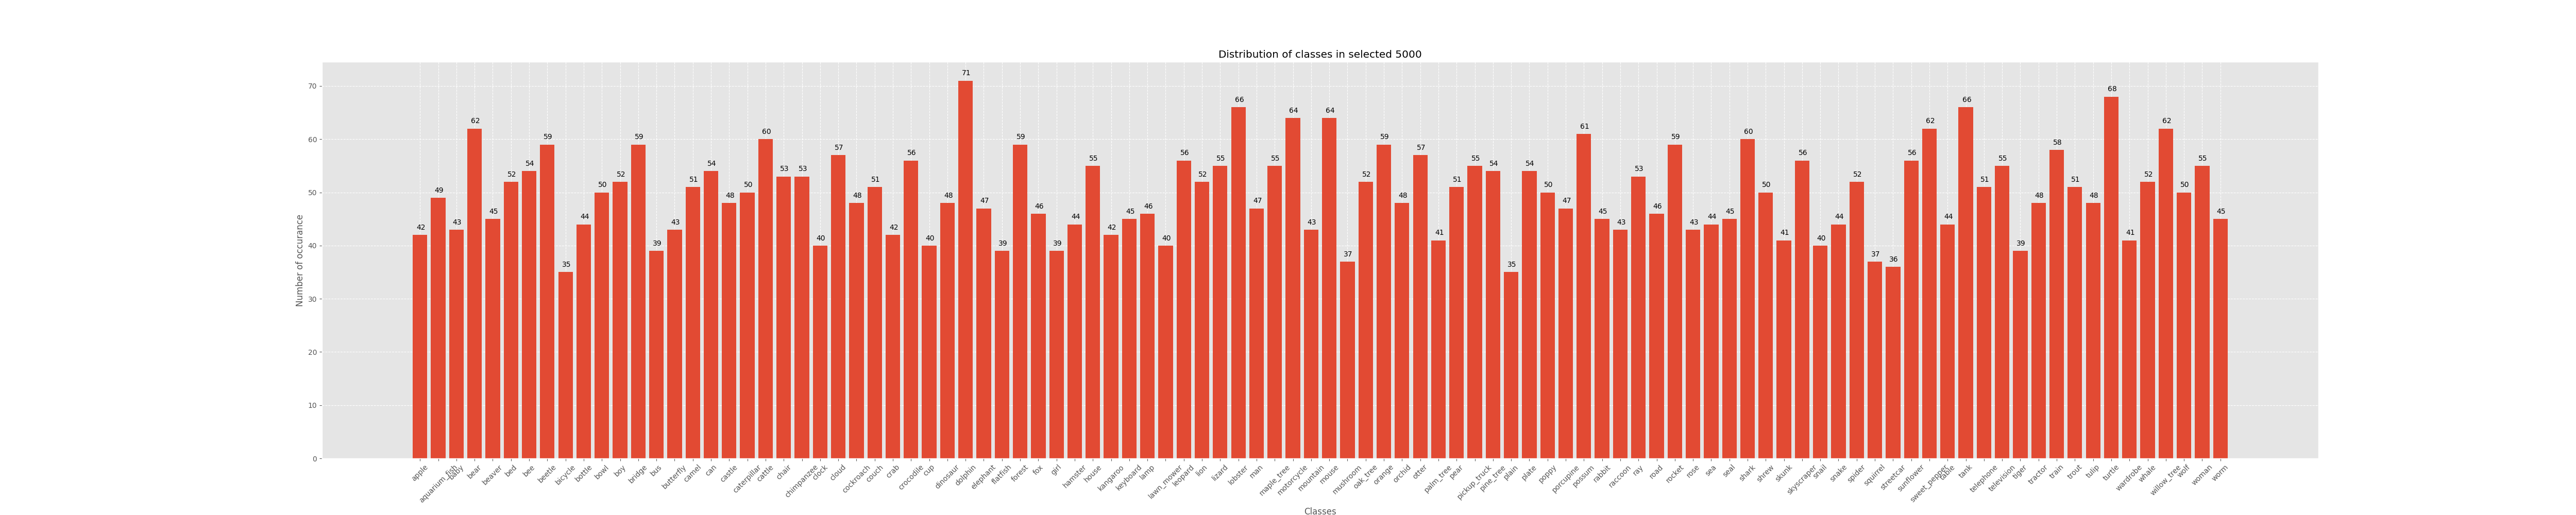 Distribution of classes in selected 5000
Number of occurance
70
60
50
40
30
20
10
0
42 49 43 62 45 52 54 59 35 44 50 52 59 39 43 51 54 48 50 60 53 53 40 57 48 51 42 56 40 48 71 47 39 59 46 39 44 55 42 45 46 40 56 52 55 66 47 55 64 43 64 37 52 59 48 57 41 51 55 54 35 54 50 47 61 45 43 53 46 59 43 44 45 60 50 41 56 40 44 52 37 36 56 62 44 66 51 55 39 48 58 51 48 68 41 52 62 50 55 45
apple aquarium_fish baby bear beaver bed bee beetle bicycle bottle bowl boy bridge bus butterfly camel can castle caterpillar cattle chair chimpanzee clock cloud cockroach couch crab crocodile cup dinosaur dolphin elephant flatfish forest fox girl hamster house kangaroo keyboard lamp lawn_mower leopard lion lizard lobster man maple_tree motorcycle mountain mouse mushroom oak_tree orange orchid otter palm_tree pear pickup_truck pine_tree plain plate poppy porcupine possum rabbit raccoon ray road rocket rose sea seal shark shrew skunk skyscraper snail snake spider squirrel streetcar sunflower sweet_pepper table tank telephone television tiger tractor train trout tulip turtle wardrobe whale willow_tree wolf woman worm
Classes